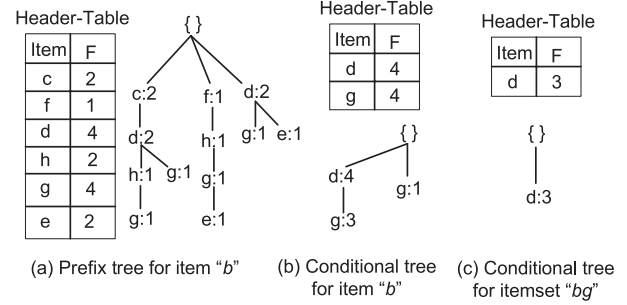 Header-Table
Item F
c 2
f 1
d 4
h 2
g 4
e 2
{ }
c:2 f:1 d:2
d:2 h:1 g:1 e:1
h:1 g:1 g:1
g:1 e:1
(a) Prefix tree for item “b”
Header-Table
Item F
d 4
g 4
{ }
d:4 g:1
g:3
(b) Conditional tree
for item “b”
Header-Table
Item F
d 3
{ }
d:3
(c) Conditional tree
for itemset “bg”